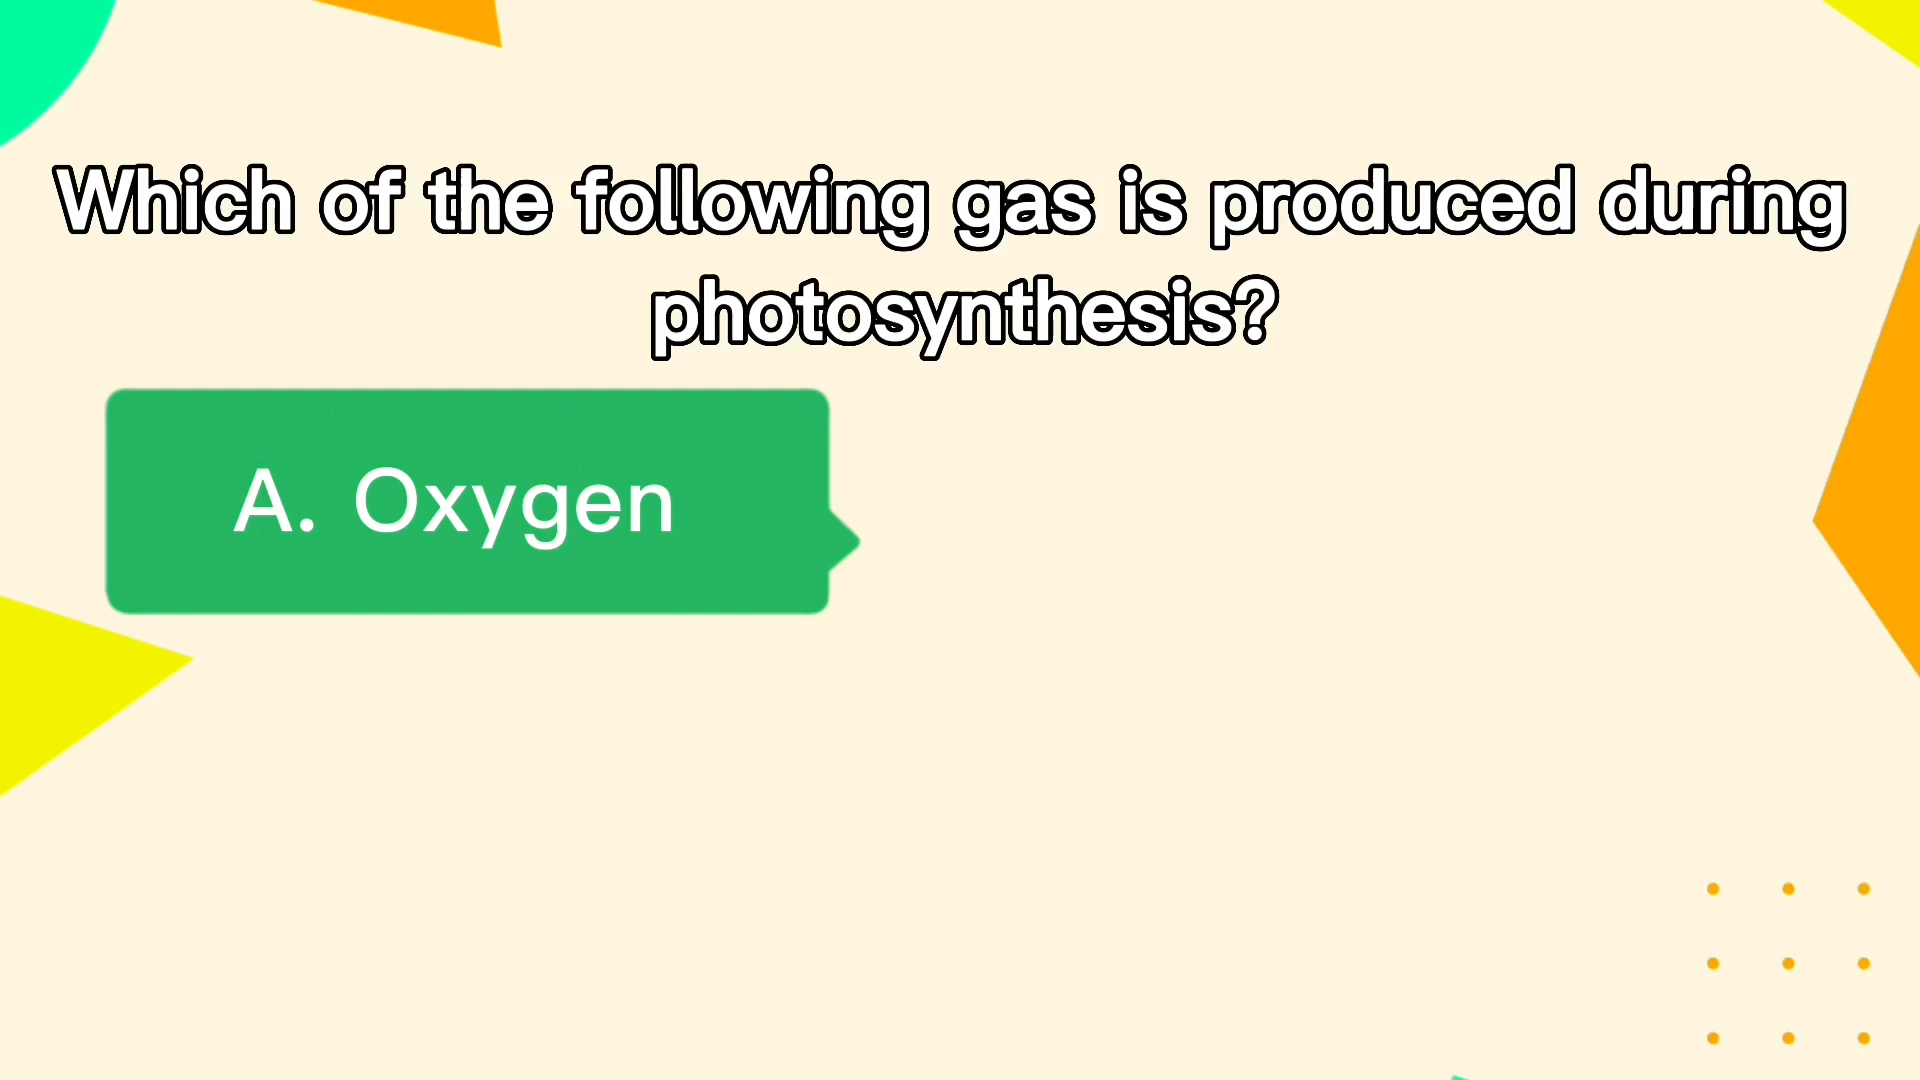 Which of the following gas is produced during
photosynthesis?
A. Oxygen